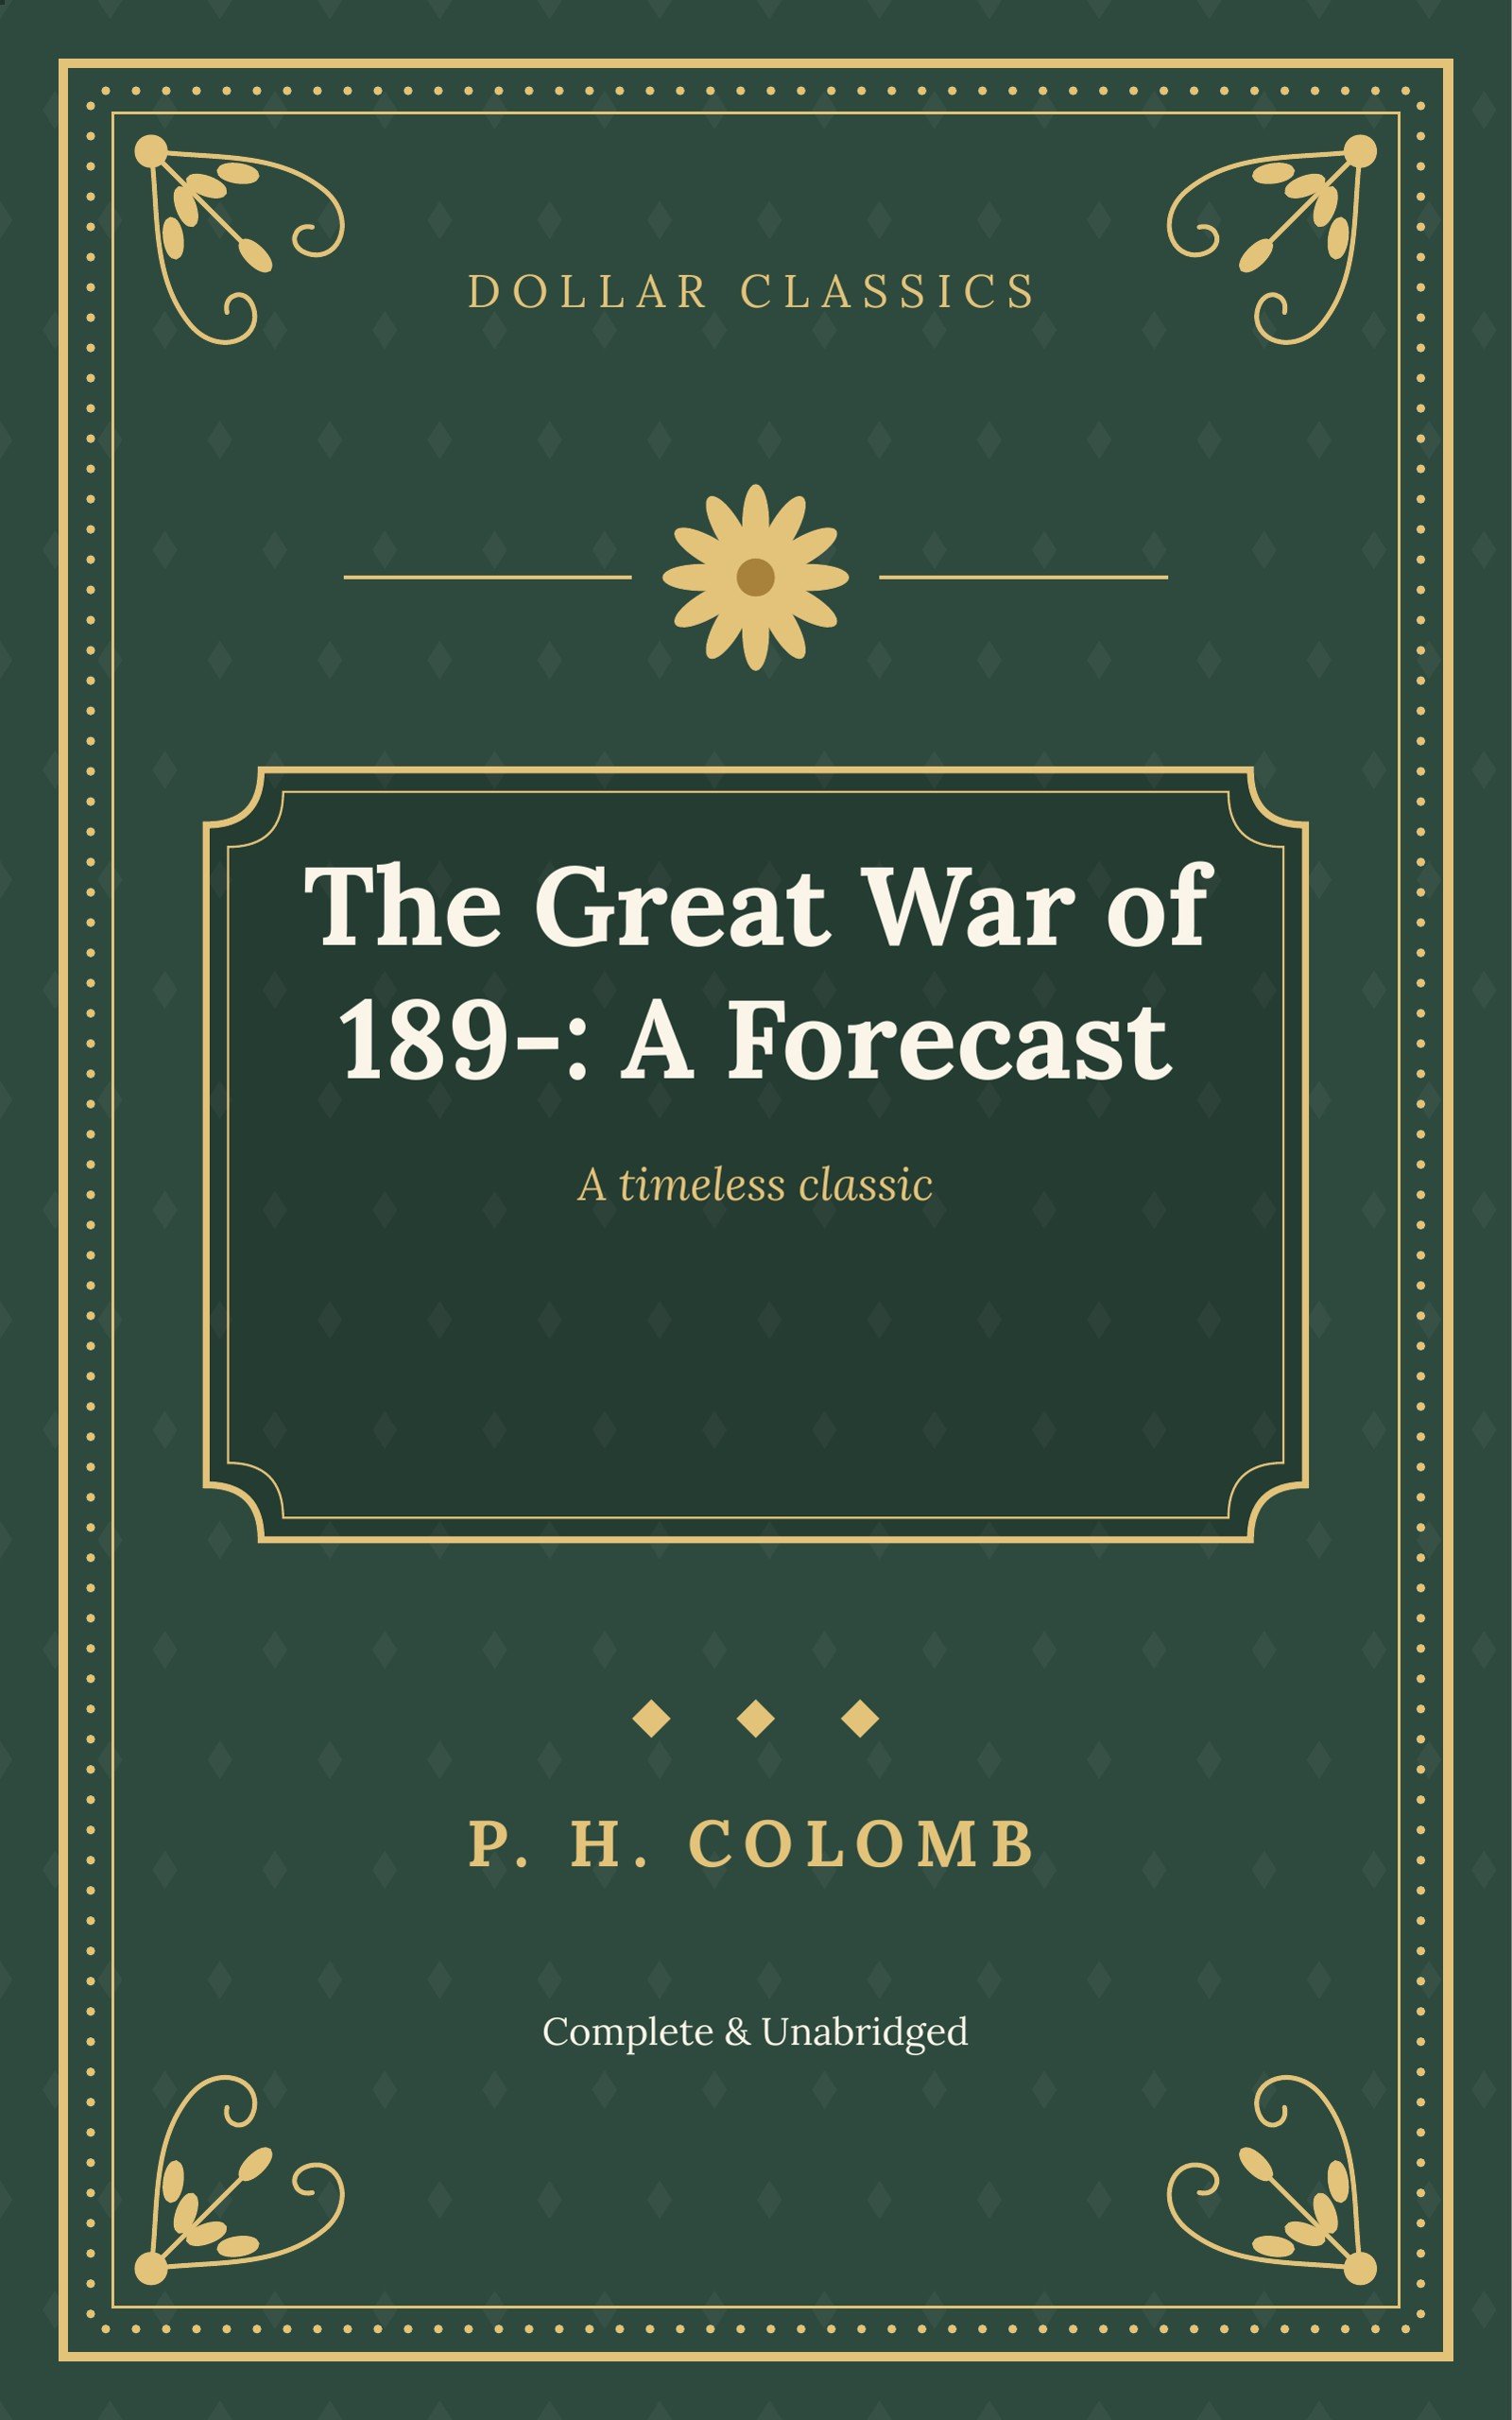 DOLLAR CLASSICS
The Great War of
189–: A Forecast
A timeless classic
P. H. COLOMB
Complete & Unabridged